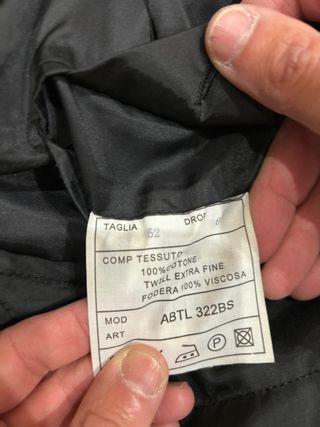 TAGLIA 52 DROP 6
COMP TESSUTO
100% COTONE
TWILL EXTRA FINE
FODERA 100% VISCOSA
MOD ABTL 322BS
ART
P